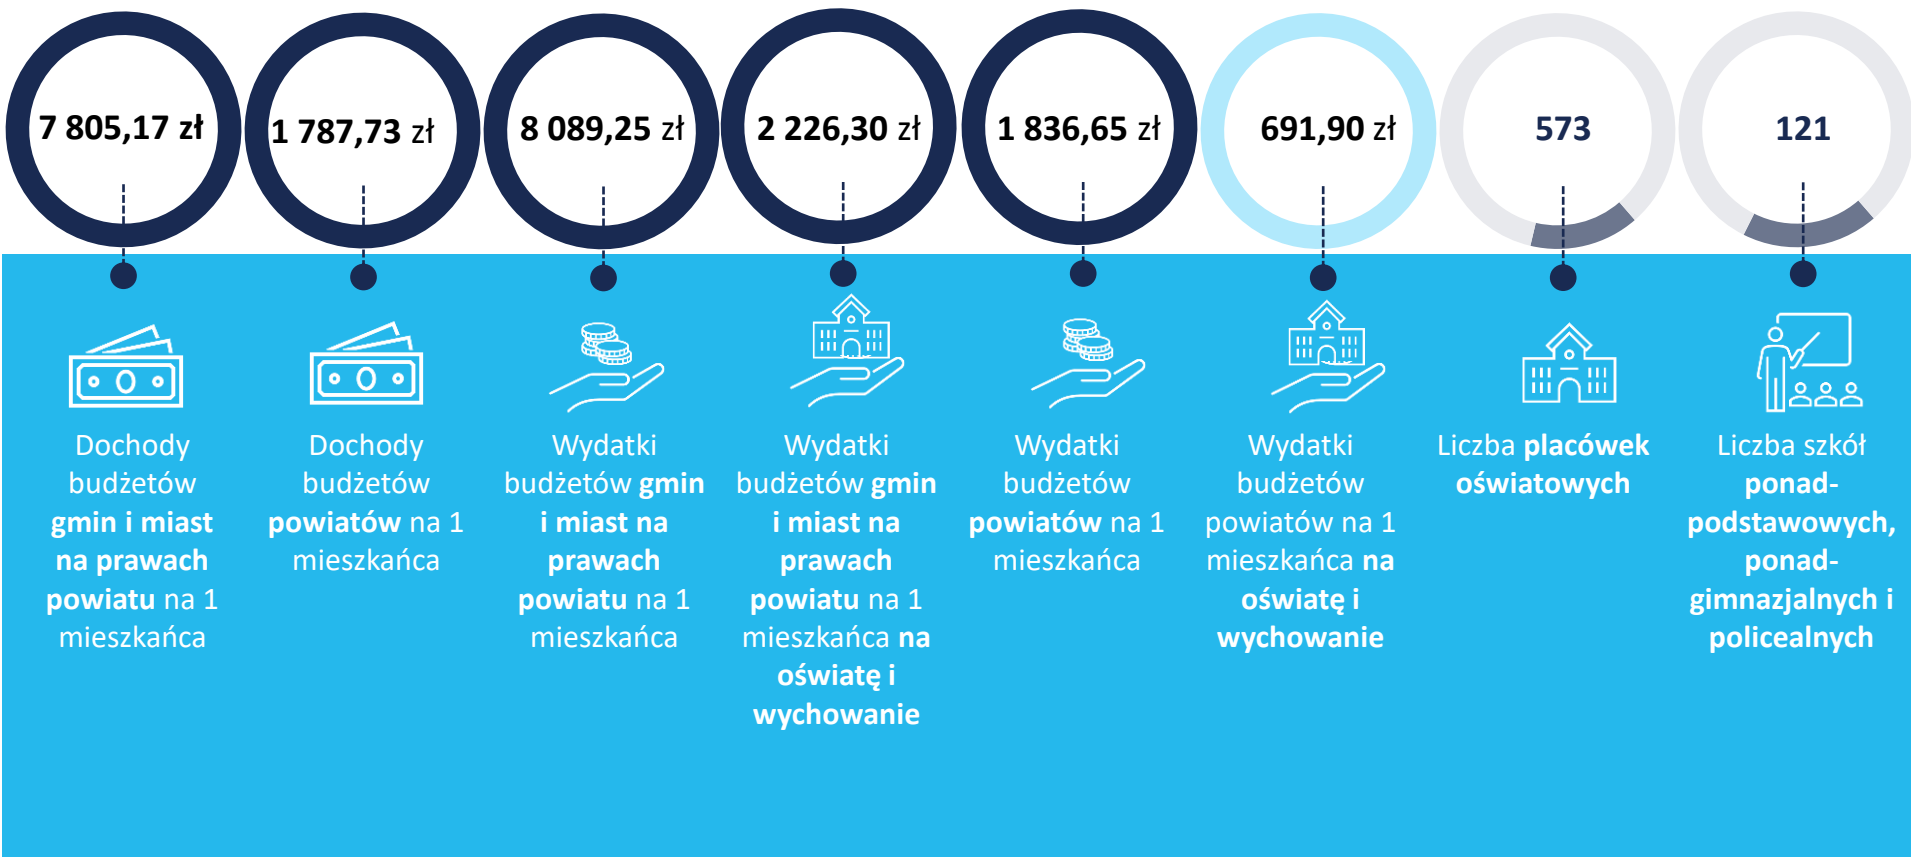 7 805,17 zł
Dochody
budżetów
gmin i miast
na prawach
powiatu na 1
mieszkańca
1 787,73 zł
Dochody
budżetów
powiatów na 1
mieszkańca
8 089,25 zł
Wydatki
budżetów gmin
i miast na
prawach
powiatu na 1
mieszkańca
2 226,30 zł
Wydatki
budżetów gmin
i miast na
prawach
powiatu na 1
mieszkańca na
oświatę i
wychowanie
1 836,65 zł
Wydatki
budżetów
powiatów na 1
mieszkańca
691,90 zł
Wydatki
budżetów
powiatów na 1
mieszkańca na
oświatę i
wychowanie
573
Liczba placówek
oświatowych
121
Liczba szkół
ponad-
podstawowych,
ponad-
gimnazjalnych i
policealnych